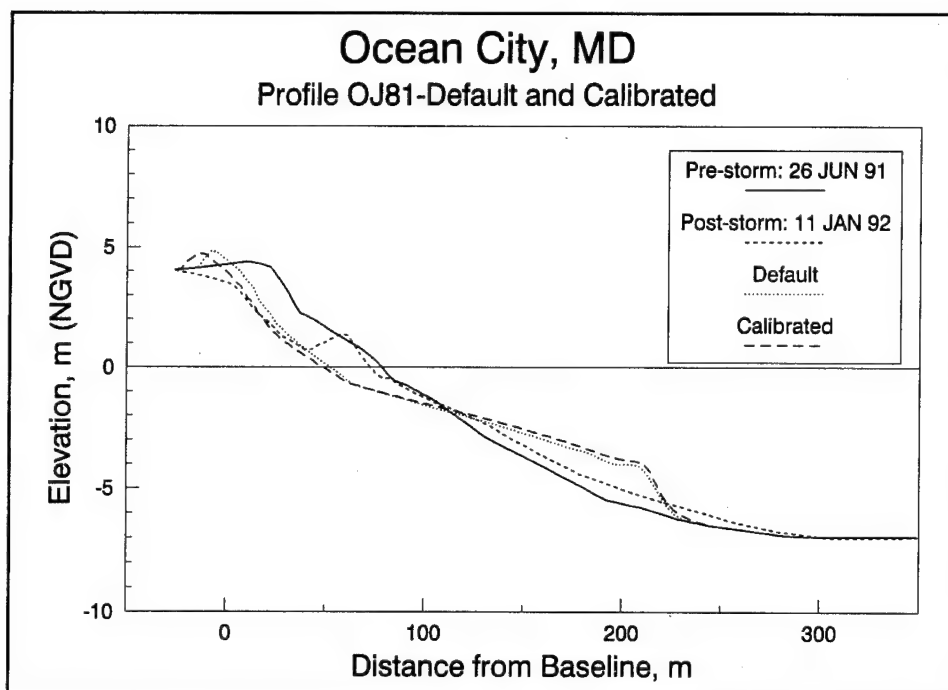 Ocean City, MD
Profile OJ81-Default and Calibrated
Pre-storm: 26 JUN 91
Post-storm: 11 JAN 92
Default
Calibrated
Elevation, m (NGVD)
10
5
0
-5
-10
0 100 200 300
Distance from Baseline, m